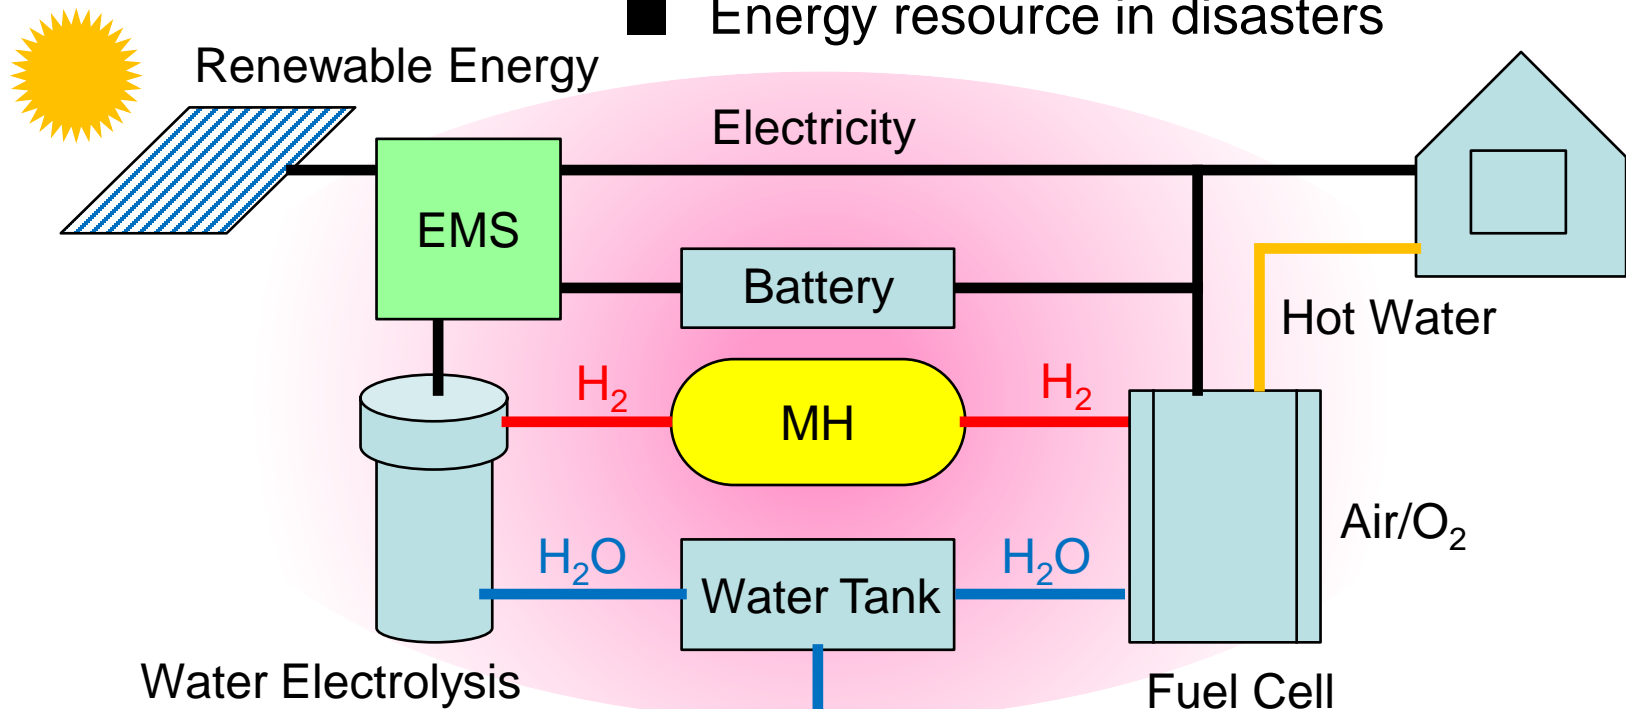 ■ Energy resource in disasters
Renewable Energy
Electricity
EMS
Battery
Hot Water
H₂
H₂
MH
Air/O₂
H₂O
H₂O
Water Tank
Water Electrolysis
Fuel Cell